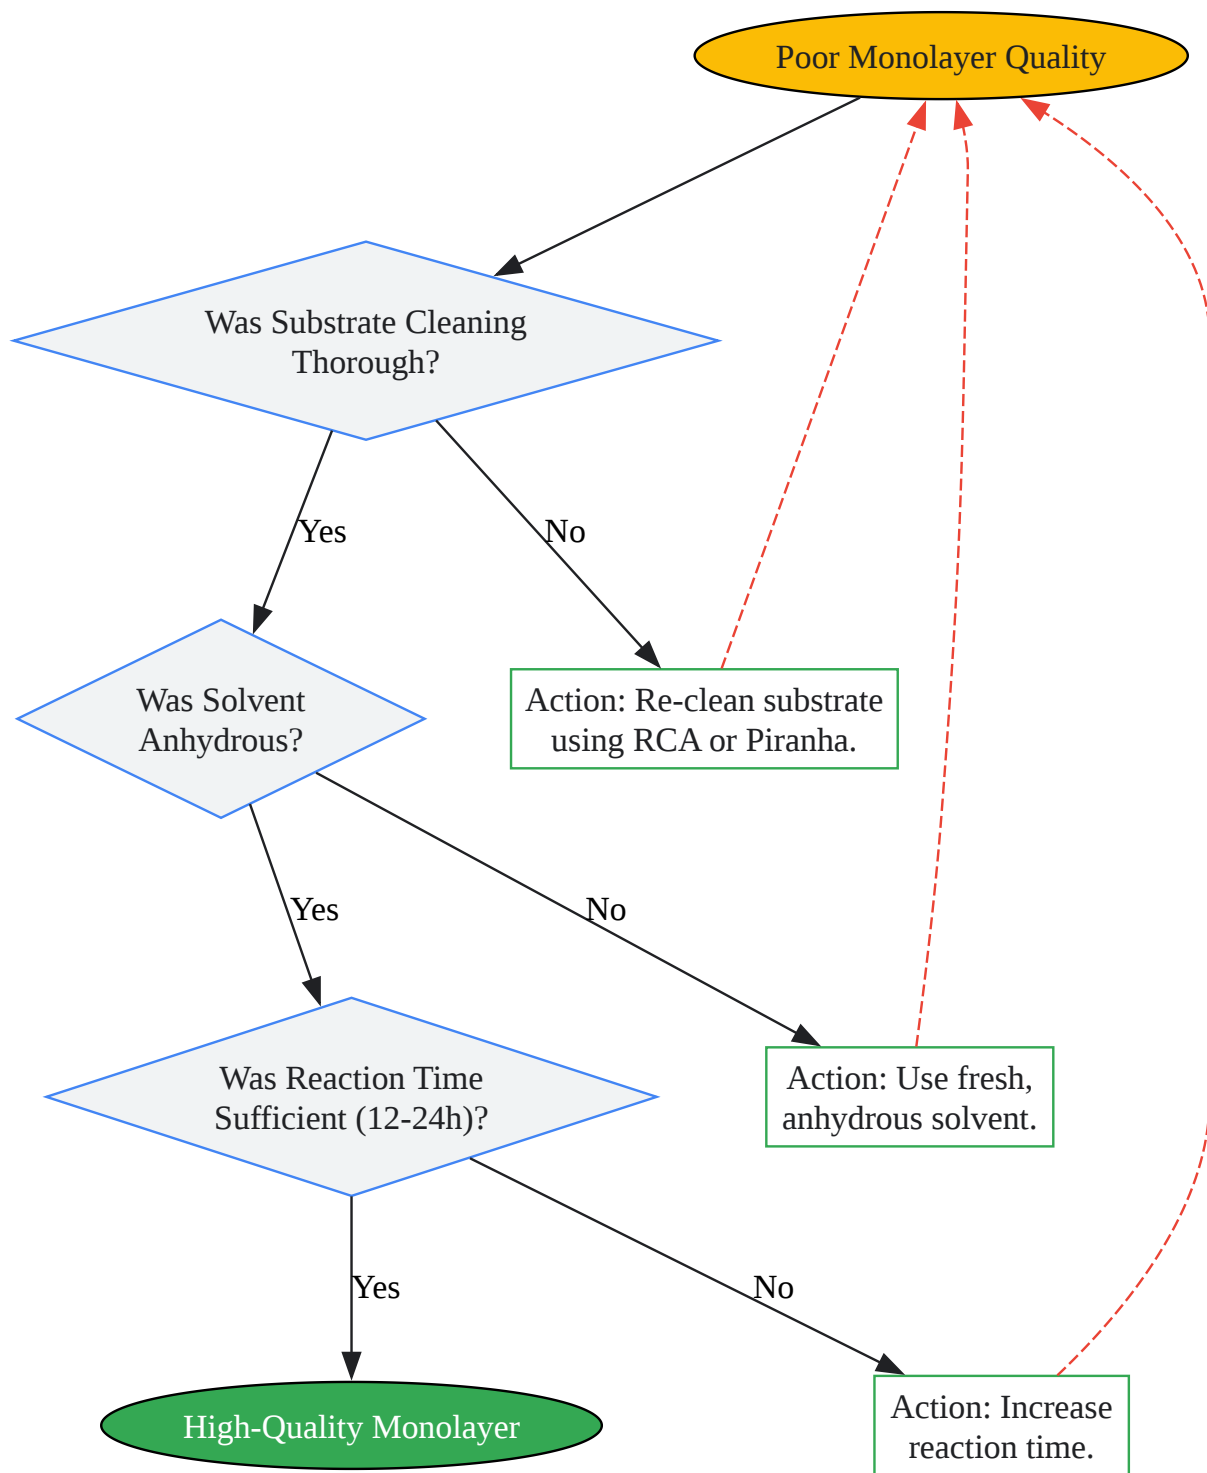 Poor Monolayer Quality
Was Substrate Cleaning
Thorough?
Yes
No
Was Solvent
Anhydrous?
Action: Re-clean substrate
using RCA or Piranha.
Yes
No
Was Reaction Time
Sufficient (12-24h)?
Action: Use fresh,
anhydrous solvent.
Yes
No
High-Quality Monolayer
Action: Increase
reaction time.